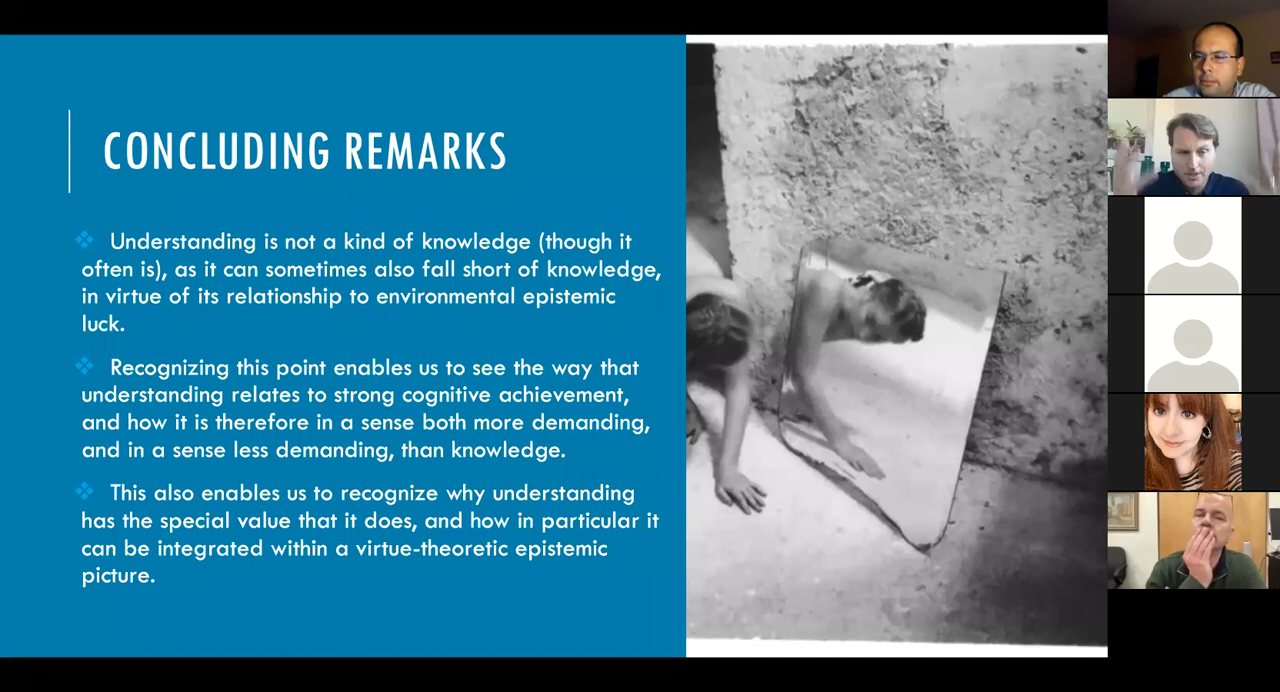 CONCLUDING REMARKS
Understanding is not a kind of knowledge (though it
often is), as it can sometimes also fall short of knowledge,
in virtue of its relationship to environmental epistemic
luck.
Recognizing this point enables us to see the way that
understanding relates to strong cognitive achievement,
and how it is therefore in a sense both more demanding,
and in a sense less demanding, than knowledge.
This also enables us to recognize why understanding
has the special value that it does, and how in particular it
can be integrated within a virtue-theoretic epistemic
picture.